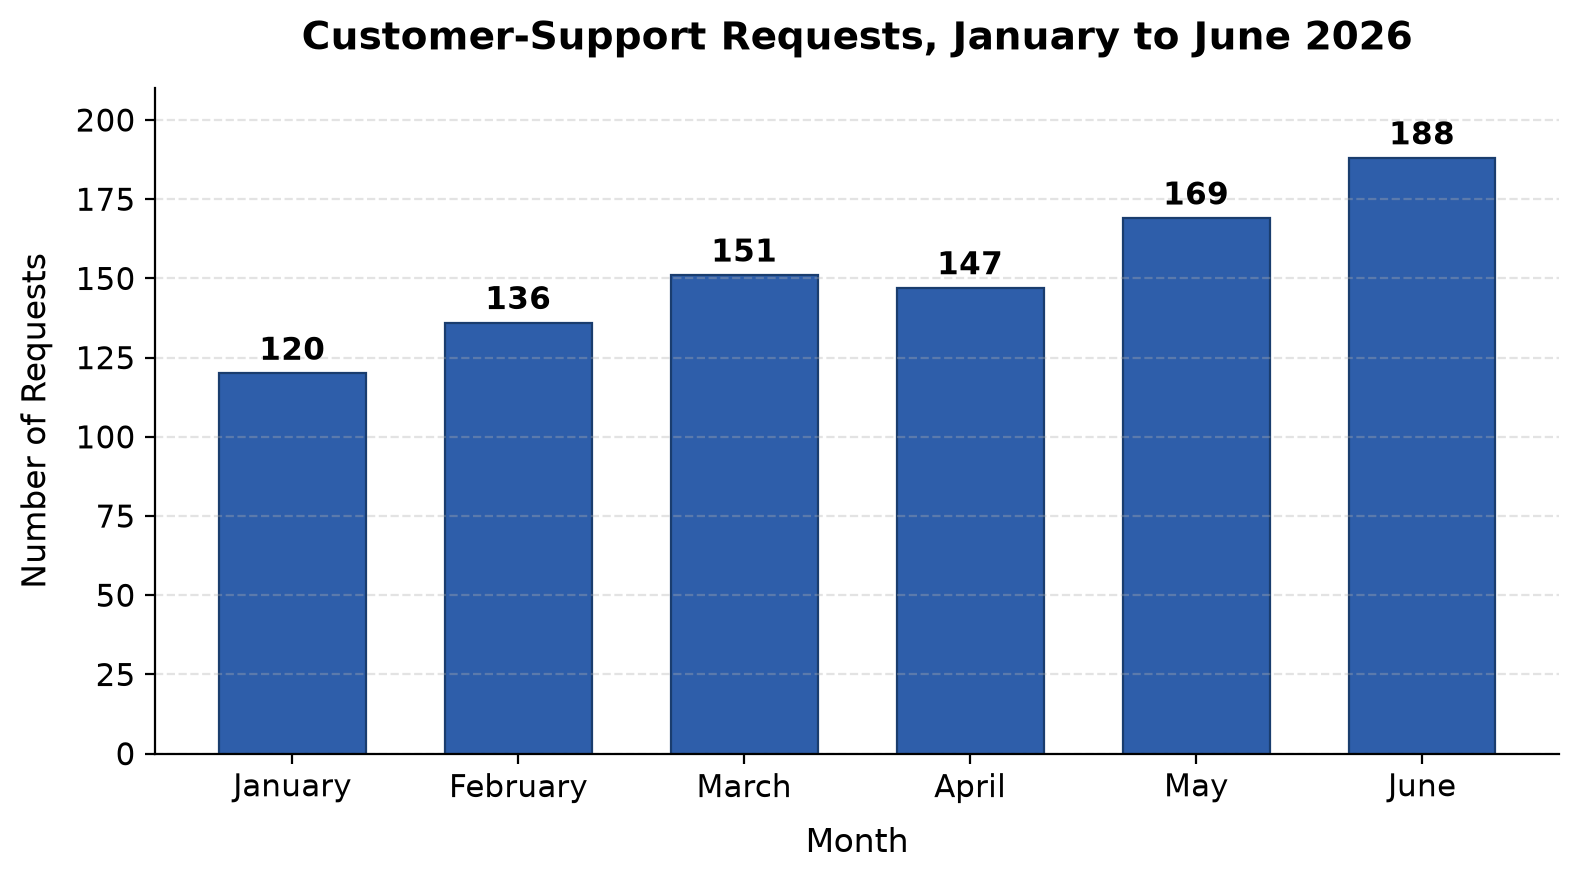 Customer-Support Requests, January to June 2026
Number of Requests
200
175
150
125
100
75
50
25
0
120
136
151
147
169
188
January
February
March
April
May
June
Month